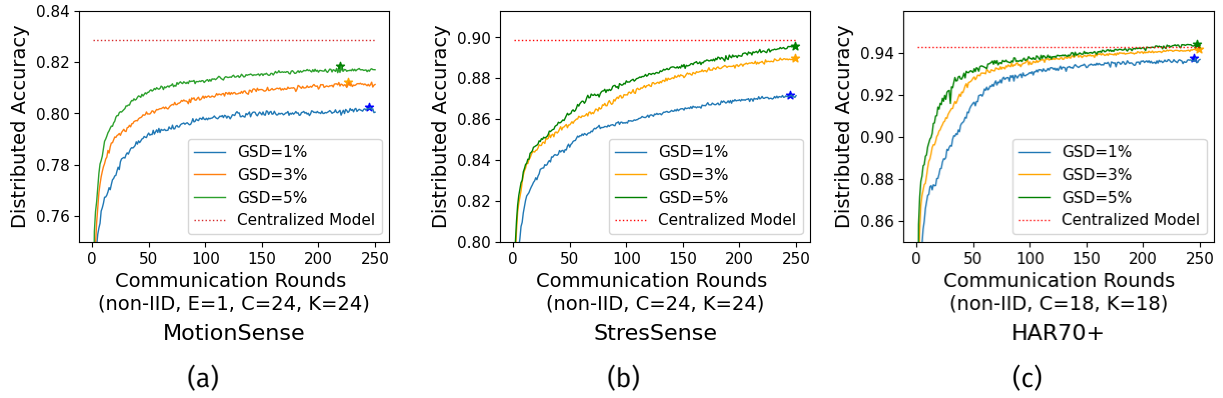 Distributed Accuracy
0.84
0.82
0.80
0.78
0.76
GSD=1%
GSD=3%
GSD=5%
Centralized Model
0 50 100 150 200 250
Communication Rounds
(non-IID, E=1, C=24, K=24)
MotionSense
(a)
Distributed Accuracy
0.90
0.88
0.86
0.84
0.82
0.80
GSD=1%
GSD=3%
GSD=5%
Centralized Model
0 50 100 150 200 250
Communication Rounds
(non-IID, C=24, K=24)
StresSense
(b)
Distributed Accuracy
0.94
0.92
0.90
0.88
0.86
GSD=1%
GSD=3%
GSD=5%
Centralized Model
0 50 100 150 200 250
Communication Rounds
(non-IID, C=18, K=18)
HAR70+
(c)